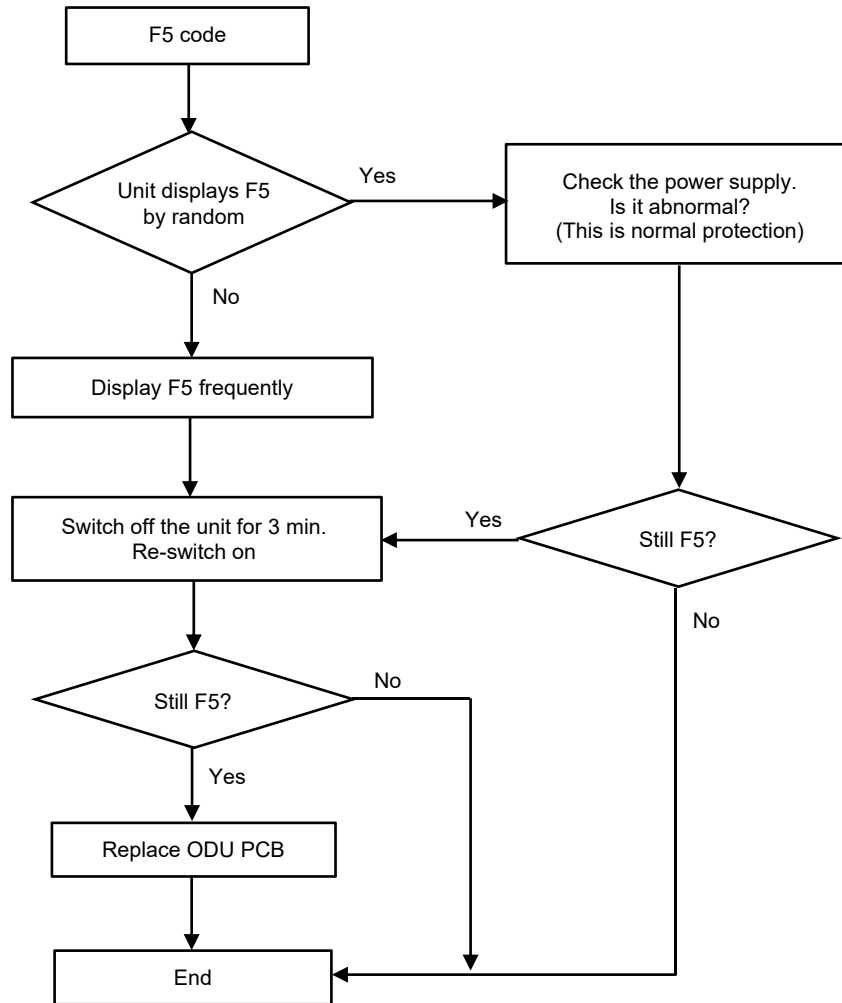 F5 code
Unit displays F5
by random
Yes
Check the power supply.
Is it abnormal?
(This is normal protection)
No
Display F5 frequently
Switch off the unit for 3 min.
Re-switch on
Yes
Still F5?
No
Still F5?
No
Yes
Replace ODU PCB
End